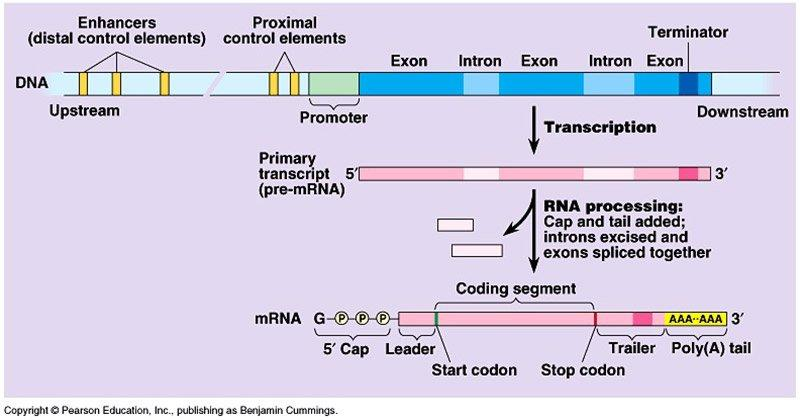 Enhancers
(distal control elements)
Proximal
control elements
Terminator
Exon Intron Exon Intron Exon
DNA
Upstream
Promoter
Downstream
Transcription
Primary
transcript
(pre-mRNA)
5′
3′
RNA processing:
Cap and tail added;
introns excised and
exons spliced together
Coding segment
mRNA G P P P AAA··AAA 3′
5′ Cap Leader Trailer Poly(A) tail
Start codon Stop codon
Copyright © Pearson Education, Inc., publishing as Benjamin Cummings.